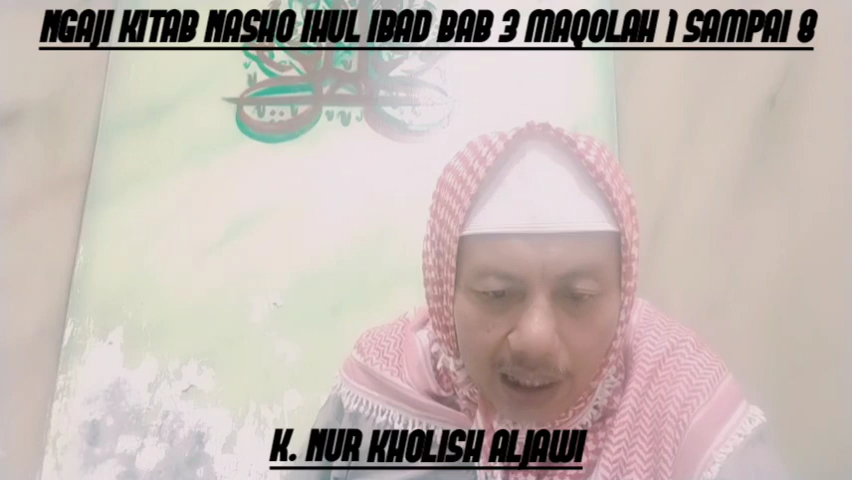 NGAJI KITAB NASHO IHUL IBAD BAB 3 MAQOLAH 1 SAMPAI 8
K. NUR KHOLISH ALJAWI